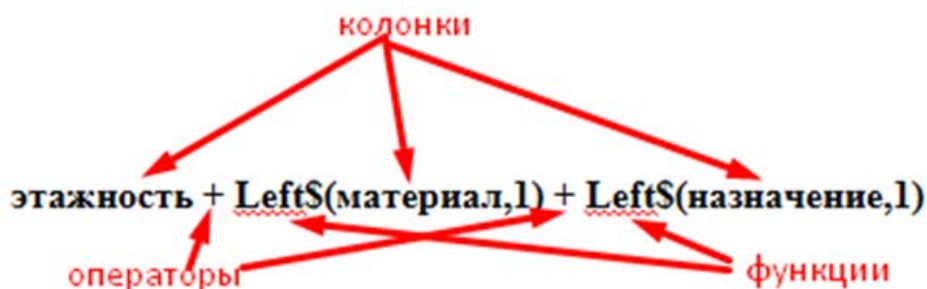 колонки
этажность + Left$(материал,1) + Left$(назначение,1)
операторы функции